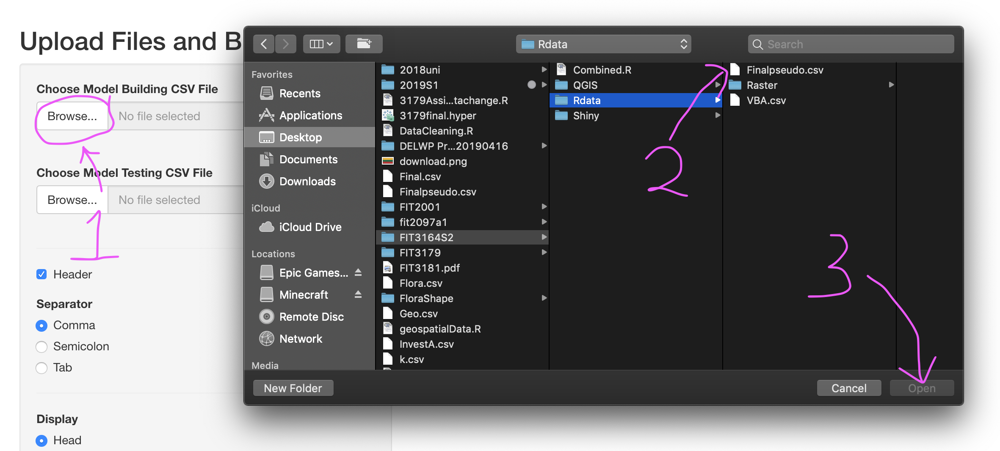 Upload Files and B
Choose Model Building CSV File
Browse...
No file selected
Choose Model Testing CSV File
Browse...
No file selected
1
Header
Separator
Comma
Semicolon
Tab
Display
Head
Rdata
Search
Favorites
Recents
Applications
Desktop
Documents
Downloads
iCloud
iCloud Drive
Locations
Epic Games...
Minecraft
Remote Disc
Network
Media
2018uni
2019S1
3179Assi...tachange.R
3179final.hyper
DataCleaning.R
DELWP Pr...20190416
download.png
Final.csv
Finalpseudo.csv
FIT2001
fit2097a1
FIT3164S2
FIT3179
FIT3181.pdf
Flora.csv
FloraShape
Geo.csv
geospatialData.R
InvestA.csv
k.csv
Combined.R
QGIS
Rdata
Shiny
2
Finalpseudo.csv
Raster
VBA.csv
3
New Folder
Cancel
Open